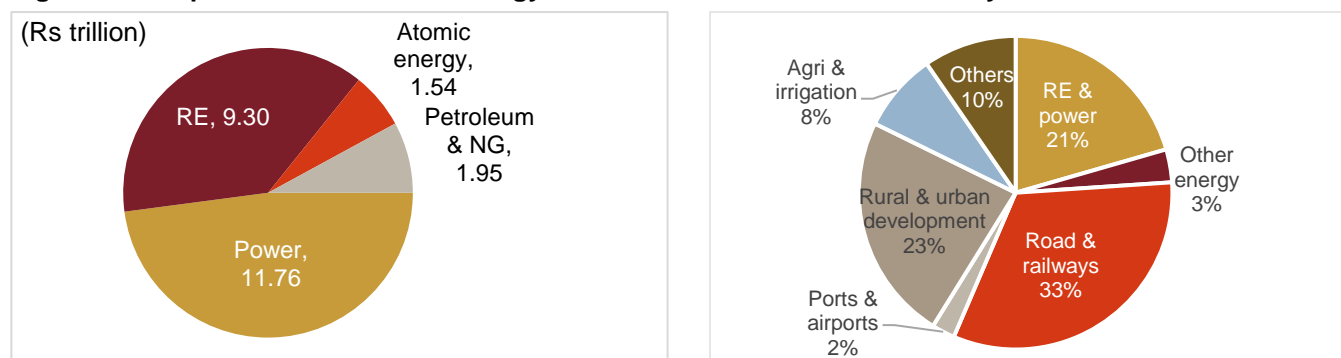 (Rs trillion)
Atomic
energy,
1.54
RE, 9.30
Petroleum
& NG,
1.95
Power,
11.76
Others
10%
Agri &
irrigation
8%
RE &
power
21%
Other
energy
3%
Rural & urban
development
23%
Road &
railways
33%
Ports &
airports
2%